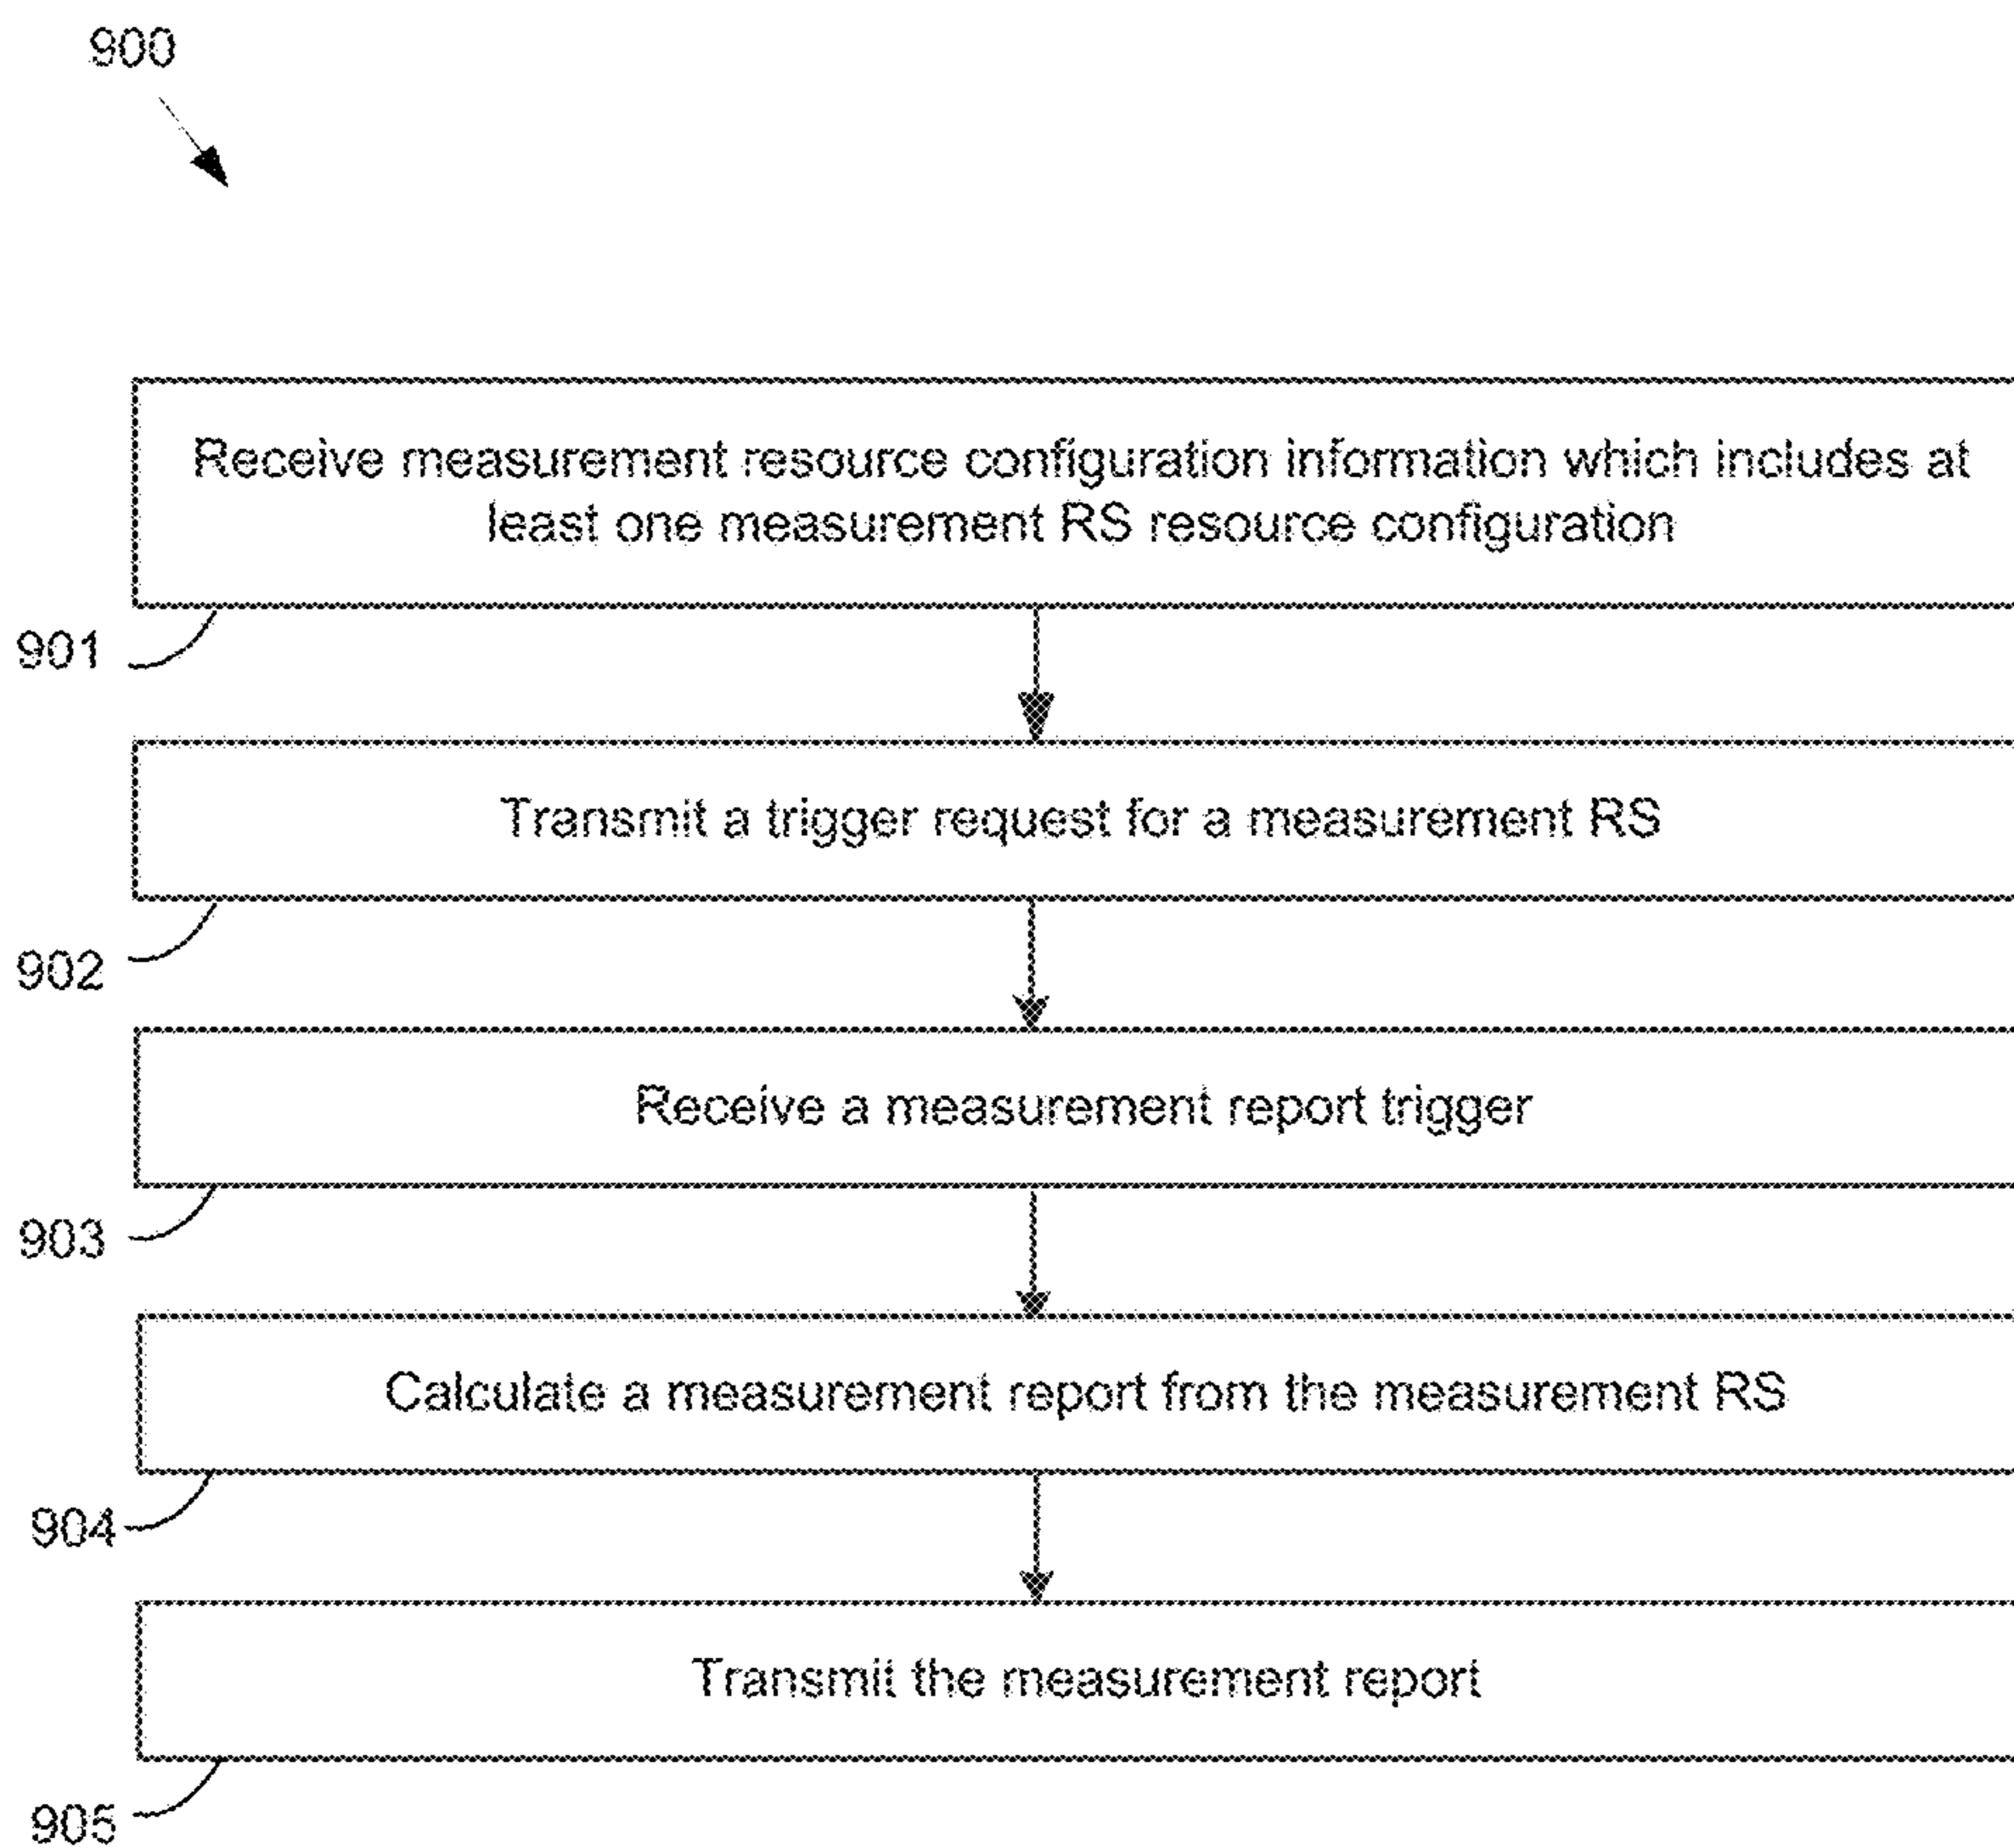 900
Receive measurement resource configuration information which includes at
least one measurement RS resource configuration
901
Transmit a trigger request for a measurement RS
902
Receive a measurement report trigger
903
Calculate a measurement report from the measurement RS
904
Transmit the measurement report
905